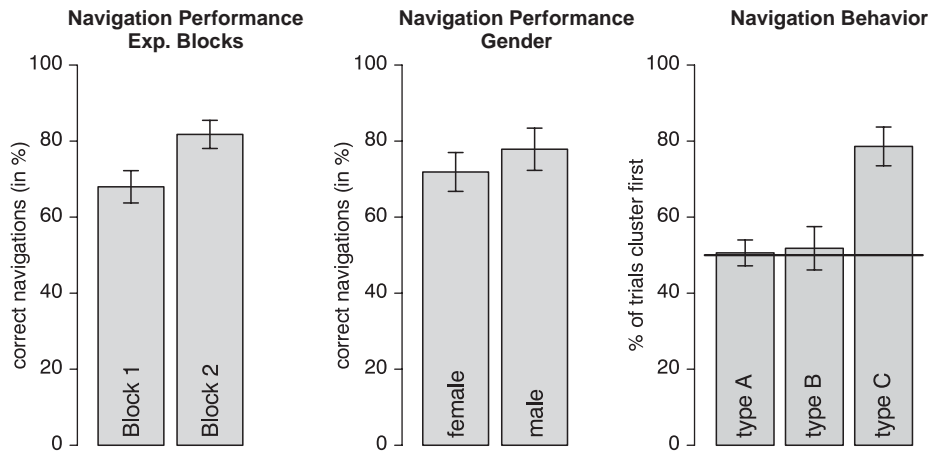 Navigation Performance
Exp. Blocks
correct navigations (in %)
100
80
60
40
20
0
Block 1
Block 2
Navigation Performance
Gender
correct navigations (in %)
100
80
60
40
20
0
female
male
Navigation Behavior
% of trials cluster first
100
80
60
40
20
0
type A
type B
type C